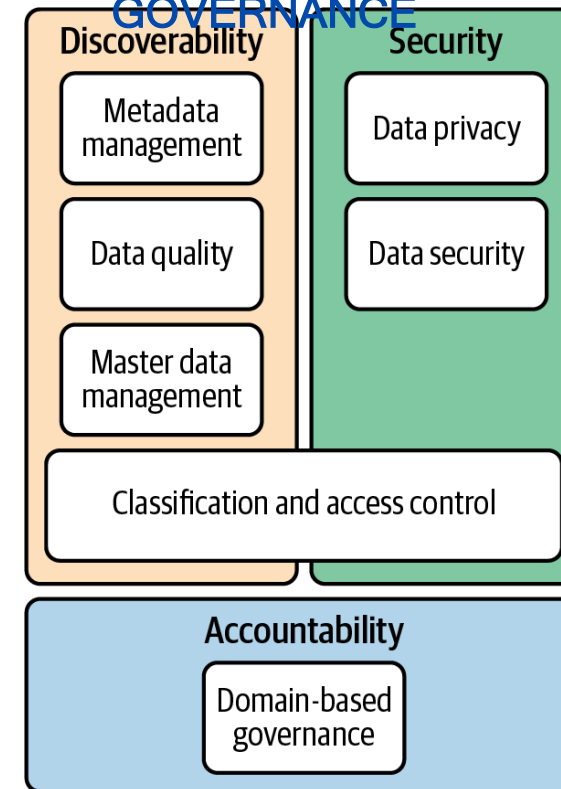 GOVERNANCE
Discoverability
Metadata
management
Data quality
Master data
management
Security
Data privacy
Data security
Classification and access control
Accountability
Domain-based
governance